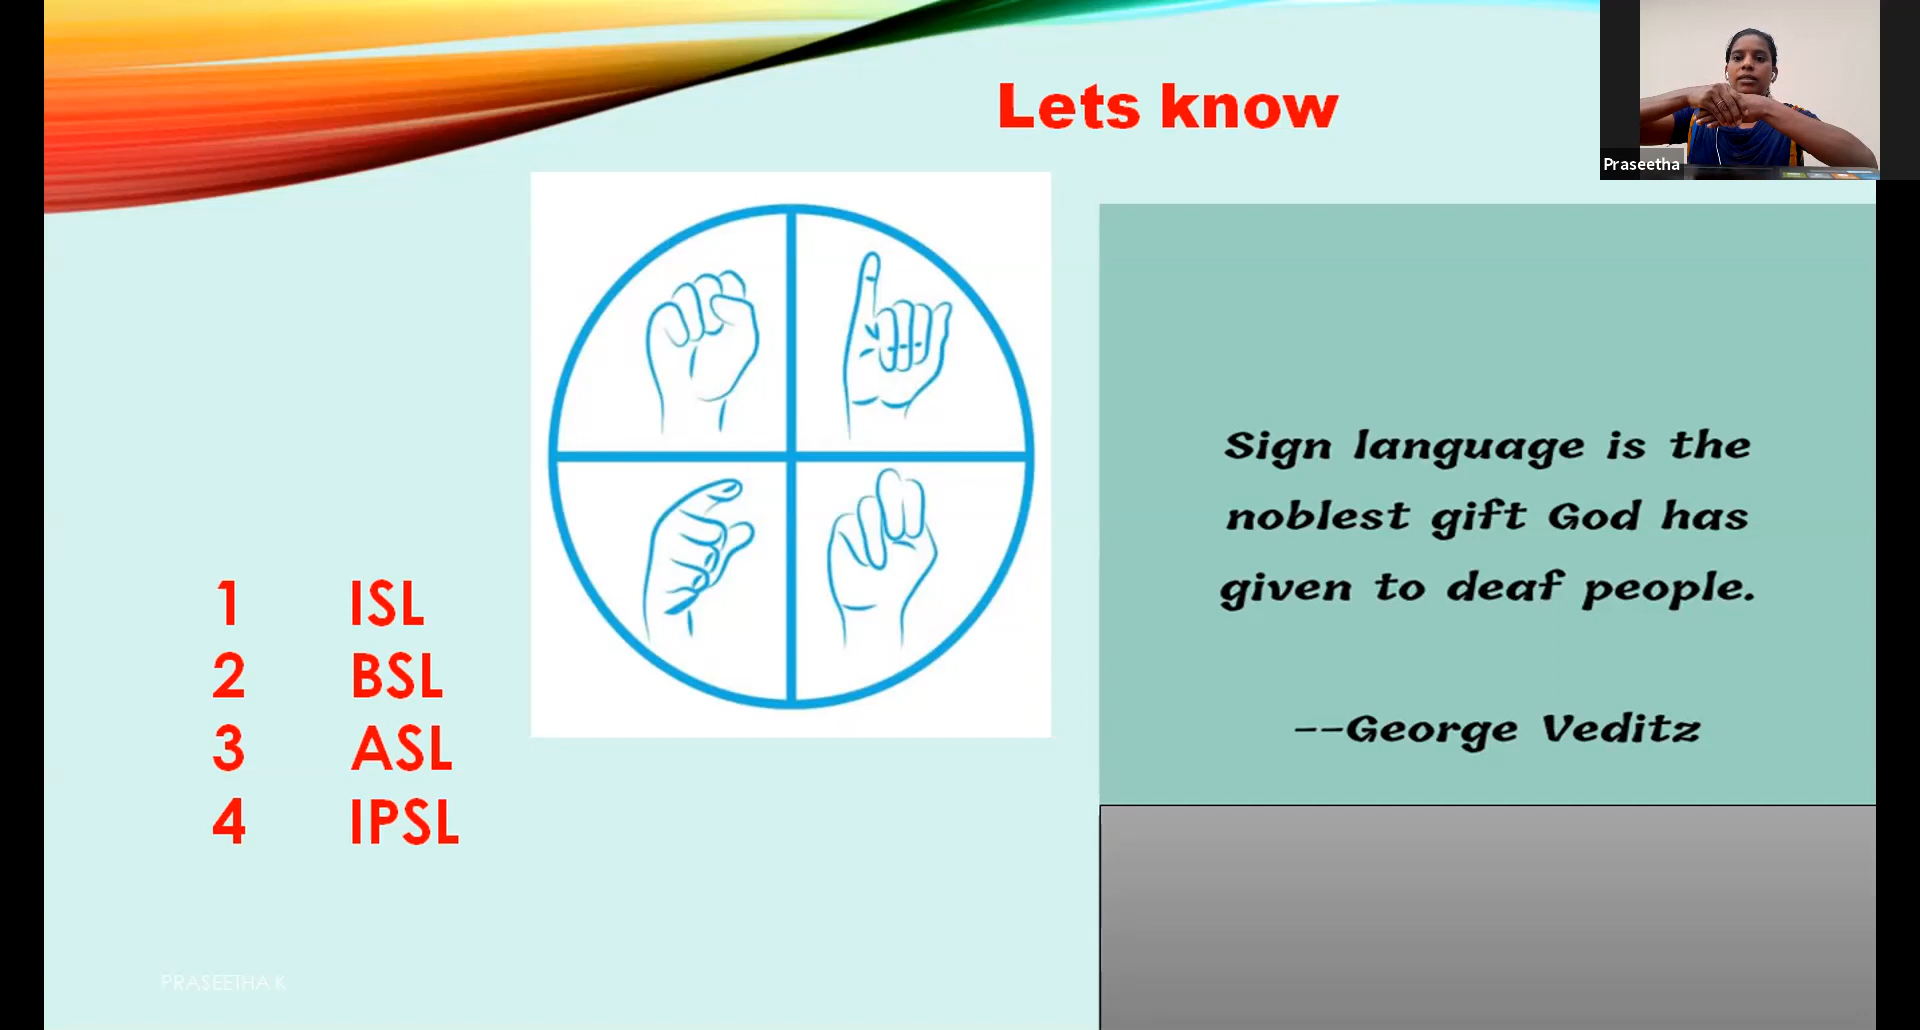 Lets know
Praseetha
1 ISL
2 BSL
3 ASL
4 IPSL
Sign language is the
noblest gift God has
given to deaf people.
--George Veditz
PRASEETHA K